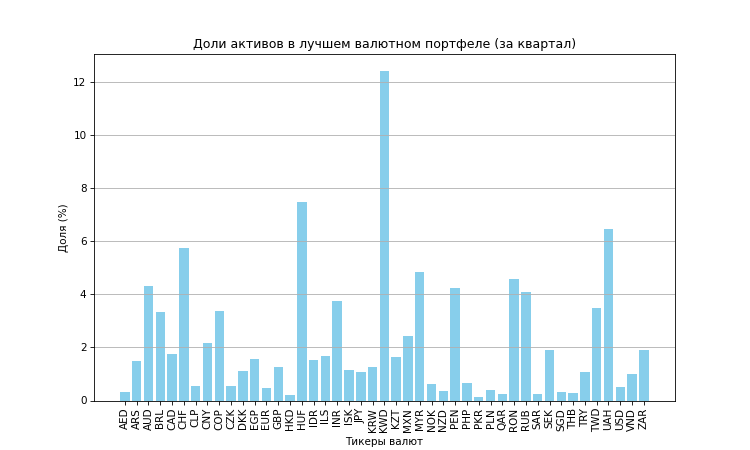 Доли активов в лучшем валютном портфеле (за квартал)
Доля (%)
12
10
8
6
4
2
0
AED ARS AUD BRL CAD CHF CLP CNY COP CZK DKK EGP EUR GBP HKD HUF IDR ILS INR ISK JPY KRW KWD KZT MXN MYR NOK NZD PEN PHP PKR PLN QAR RON RUB SAR SEK SGD THB TRY TWD UAH USD VND ZAR
Тикеры валют